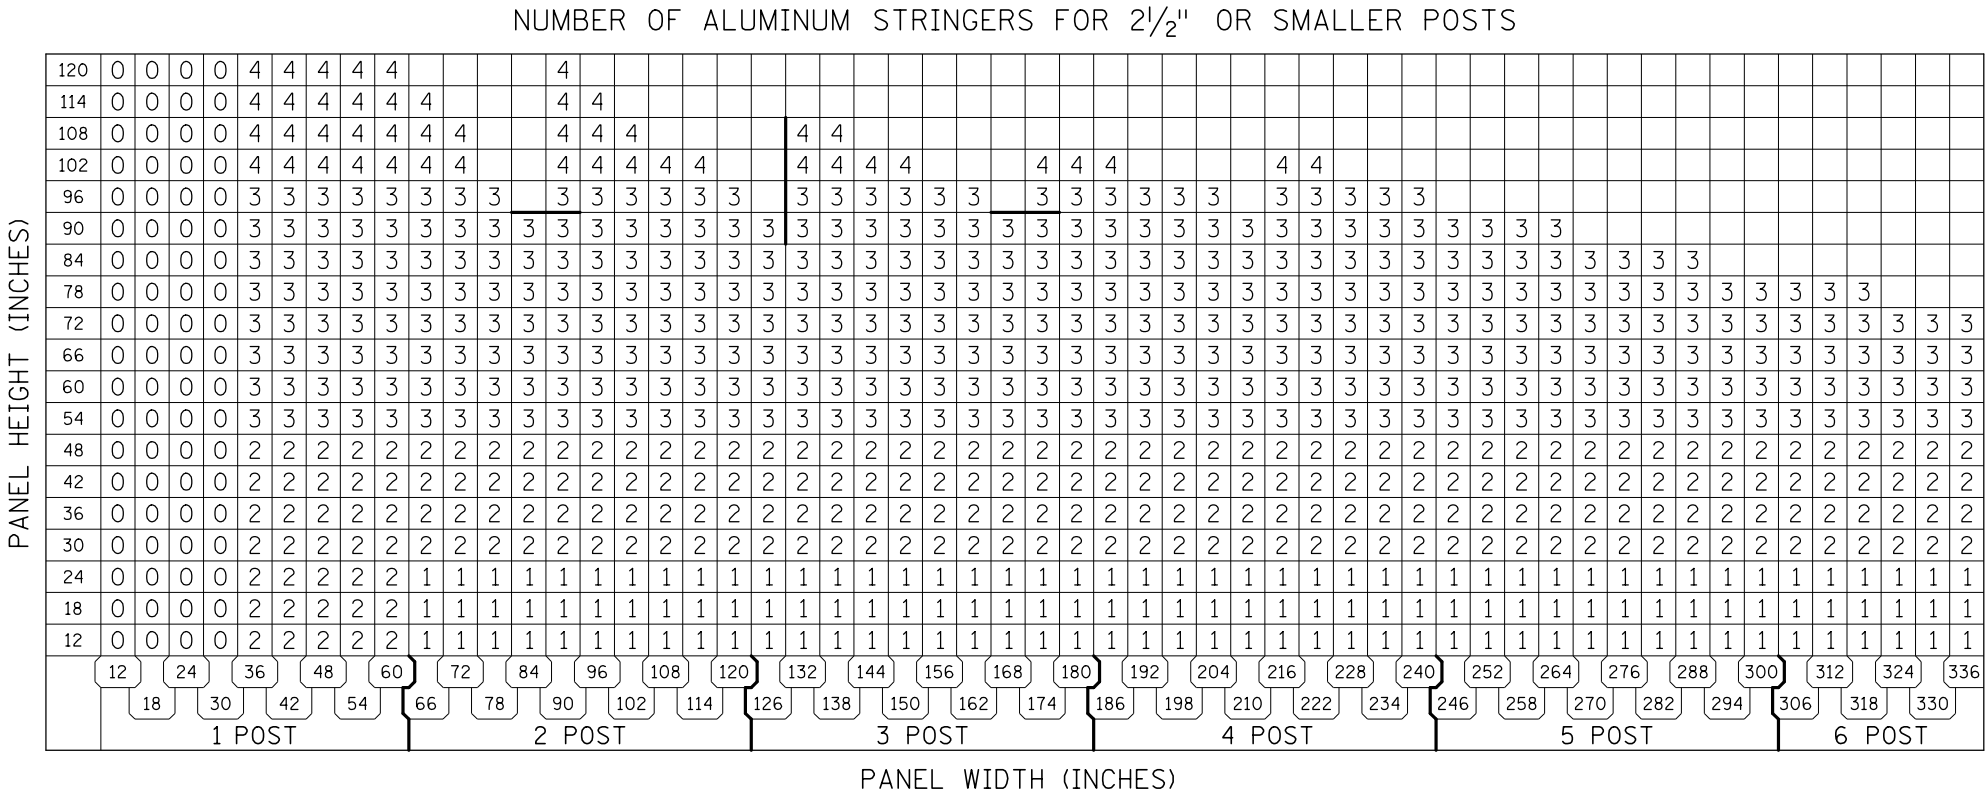 NUMBER OF ALUMINUM STRINGERS FOR 2½" OR SMALLER POSTS
120 0 0 0 0 4 4 4 4 4 4
114 0 0 0 0 4 4 4 4 4 4 4 4
108 0 0 0 0 4 4 4 4 4 4 4 4 4 4 4 4
102 0 0 0 0 4 4 4 4 4 4 4 4 4 4 4 4 4 4 4 4 4 4 4 4 4
96 0 0 0 0 3 3 3 3 3 3 3 3 3 3 3 3 3 3 3 3 3 3 3 3 3 3 3 3 3 3 3 3 3 3 3
90 0 0 0 0 3 3 3 3 3 3 3 3 3 3 3 3 3 3 3 3 3 3 3 3 3 3 3 3 3 3 3 3 3 3 3 3 3 3 3 3 3 3 3
84 0 0 0 0 3 3 3 3 3 3 3 3 3 3 3 3 3 3 3 3 3 3 3 3 3 3 3 3 3 3 3 3 3 3 3 3 3 3 3 3 3 3 3 3 3 3 3
78 0 0 0 0 3 3 3 3 3 3 3 3 3 3 3 3 3 3 3 3 3 3 3 3 3 3 3 3 3 3 3 3 3 3 3 3 3 3 3 3 3 3 3 3 3 3 3 3 3 3 3 3
72 0 0 0 0 3 3 3 3 3 3 3 3 3 3 3 3 3 3 3 3 3 3 3 3 3 3 3 3 3 3 3 3 3 3 3 3 3 3 3 3 3 3 3 3 3 3 3 3 3 3 3 3 3 3 3
66 0 0 0 0 3 3 3 3 3 3 3 3 3 3 3 3 3 3 3 3 3 3 3 3 3 3 3 3 3 3 3 3 3 3 3 3 3 3 3 3 3 3 3 3 3 3 3 3 3 3 3 3 3 3 3
60 0 0 0 0 3 3 3 3 3 3 3 3 3 3 3 3 3 3 3 3 3 3 3 3 3 3 3 3 3 3 3 3 3 3 3 3 3 3 3 3 3 3 3 3 3 3 3 3 3 3 3 3 3 3 3
54 0 0 0 0 3 3 3 3 3 3 3 3 3 3 3 3 3 3 3 3 3 3 3 3 3 3 3 3 3 3 3 3 3 3 3 3 3 3 3 3 3 3 3 3 3 3 3 3 3 3 3 3 3 3 3
48 0 0 0 0 2 2 2 2 2 2 2 2 2 2 2 2 2 2 2 2 2 2 2 2 2 2 2 2 2 2 2 2 2 2 2 2 2 2 2 2 2 2 2 2 2 2 2 2 2 2 2 2 2 2 2
42 0 0 0 0 2 2 2 2 2 2 2 2 2 2 2 2 2 2 2 2 2 2 2 2 2 2 2 2 2 2 2 2 2 2 2 2 2 2 2 2 2 2 2 2 2 2 2 2 2 2 2 2 2 2 2
36 0 0 0 0 2 2 2 2 2 2 2 2 2 2 2 2 2 2 2 2 2 2 2 2 2 2 2 2 2 2 2 2 2 2 2 2 2 2 2 2 2 2 2 2 2 2 2 2 2 2 2 2 2 2 2
30 0 0 0 0 2 2 2 2 2 2 2 2 2 2 2 2 2 2 2 2 2 2 2 2 2 2 2 2 2 2 2 2 2 2 2 2 2 2 2 2 2 2 2 2 2 2 2 2 2 2 2 2 2 2 2
24 0 0 0 0 2 2 2 2 2 1 1 1 1 1 1 1 1 1 1 1 1 1 1 1 1 1 1 1 1 1 1 1 1 1 1 1 1 1 1 1 1 1 1 1 1 1 1 1 1 1 1 1 1 1 1
18 0 0 0 0 2 2 2 2 2 1 1 1 1 1 1 1 1 1 1 1 1 1 1 1 1 1 1 1 1 1 1 1 1 1 1 1 1 1 1 1 1 1 1 1 1 1 1 1 1 1 1 1 1 1 1
12 0 0 0 0 2 2 2 2 2 1 1 1 1 1 1 1 1 1 1 1 1 1 1 1 1 1 1 1 1 1 1 1 1 1 1 1 1 1 1 1 1 1 1 1 1 1 1 1 1 1 1 1 1 1 1
12 24 36 48 60 72 84 96 108 120 132 144 156 168 180 192 204 216 228 240 252 264 276 288 300 312 324 336
18 30 42 54 66 78 90 102 114 126 138 150 162 174 186 198 210 222 234 246 258 270 282 294 306 318 330
1 POST 2 POST 3 POST 4 POST 5 POST 6 POST
PANEL WIDTH (INCHES)
PANEL HEIGHT (INCHES)